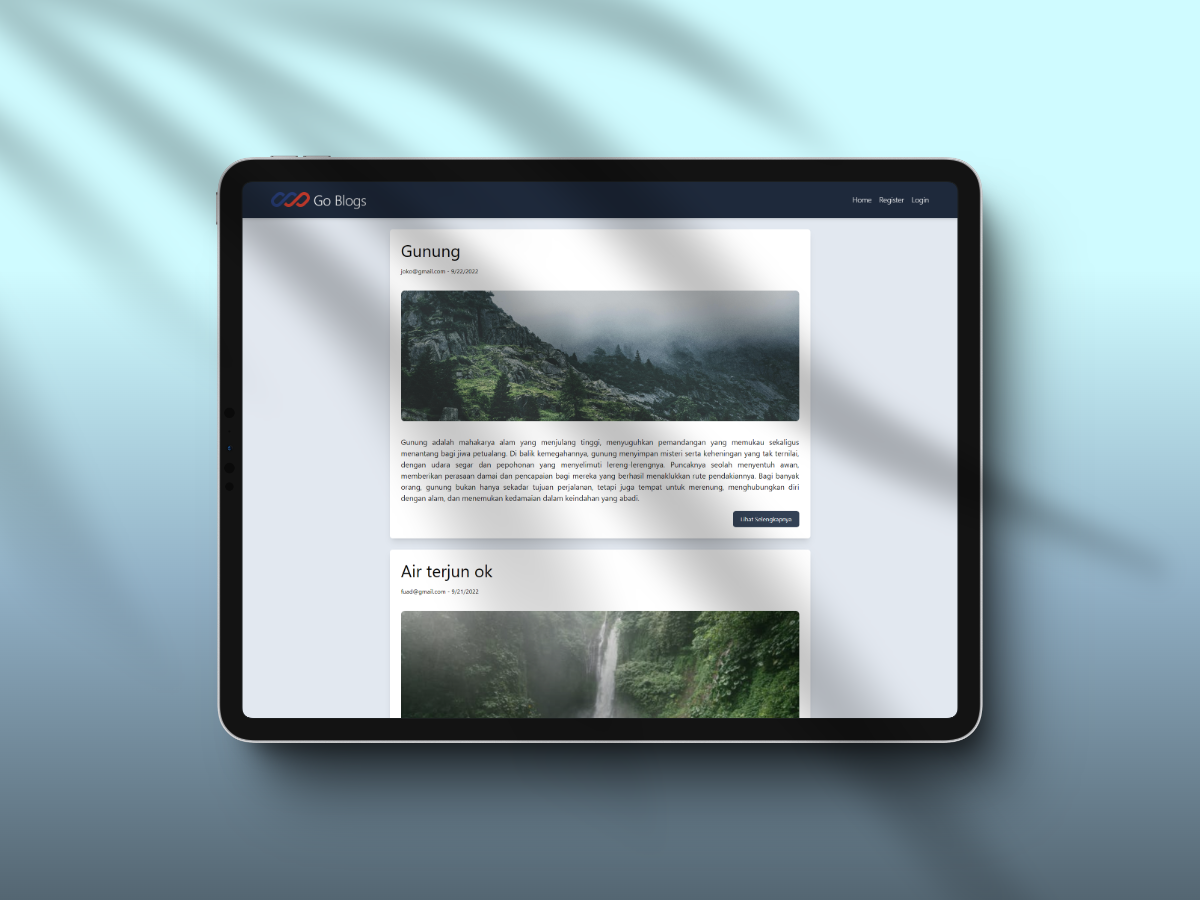 Go Blogs
Home Register Login
Gunung
joko@gmail.com - 9/22/2022
Gunung adalah mahakarya alam yang menjulang tinggi, menyuguhkan pemandangan yang memukau sekaligus
menantang bagi jiwa petualang. Di balik kemegahannya, gunung menyimpan misteri serta keheningan yang tak ternilai,
dengan udara segar dan pepohonan yang menyelimuti lereng-lerengnya. Puncaknya seolah menyentuh awan,
memberikan perasaan damai dan pencapaian bagi mereka yang berhasil menaklukkan rute pendakiannya. Bagi banyak
orang, gunung bukan hanya sekadar tujuan perjalanan, tetapi juga tempat untuk merenung, menghubungkan diri
dengan alam, dan menemukan kedamaian dalam keindahan yang abadi.
Lihat Selengkapnya
Air terjun ok
fuad@gmail.com - 9/21/2022